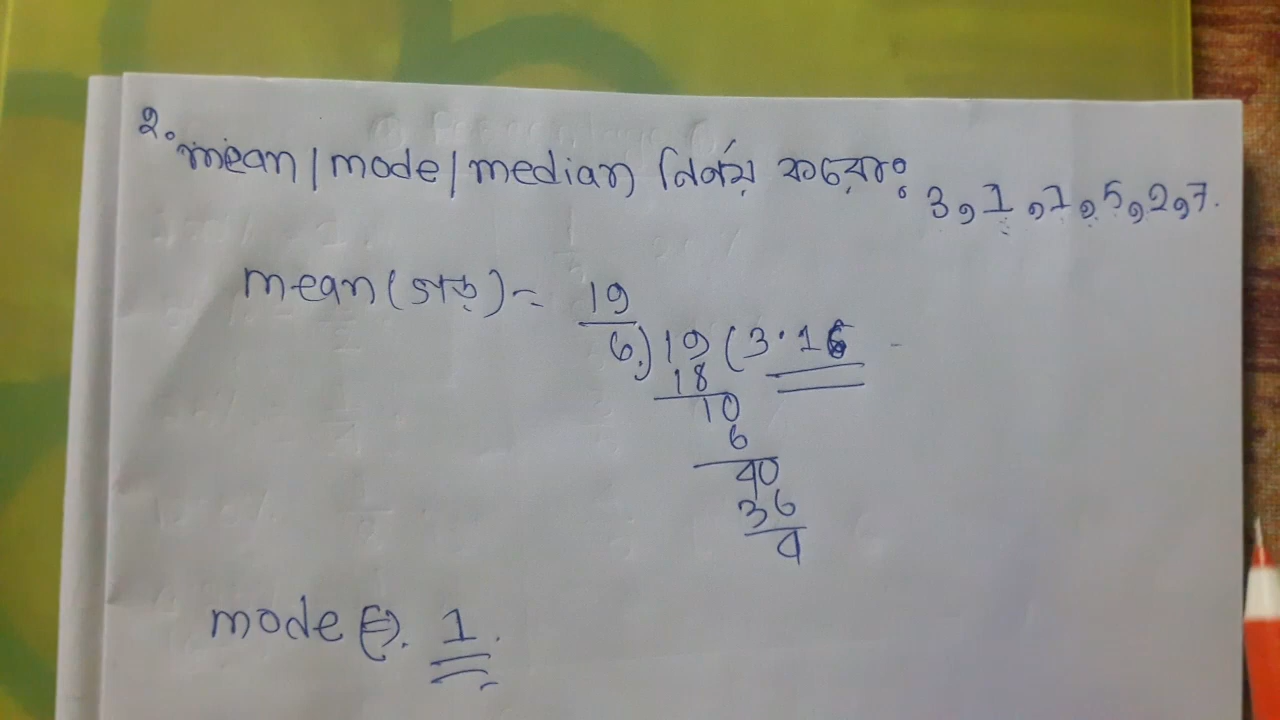 ২. mean/mode/median নির্ণয় করোঃ 3, 1, 1, 5, 2, 7.
mean (গড়) = 19
6) 19 (3.16
18
10
6
40
36
4
mode (=). 1.